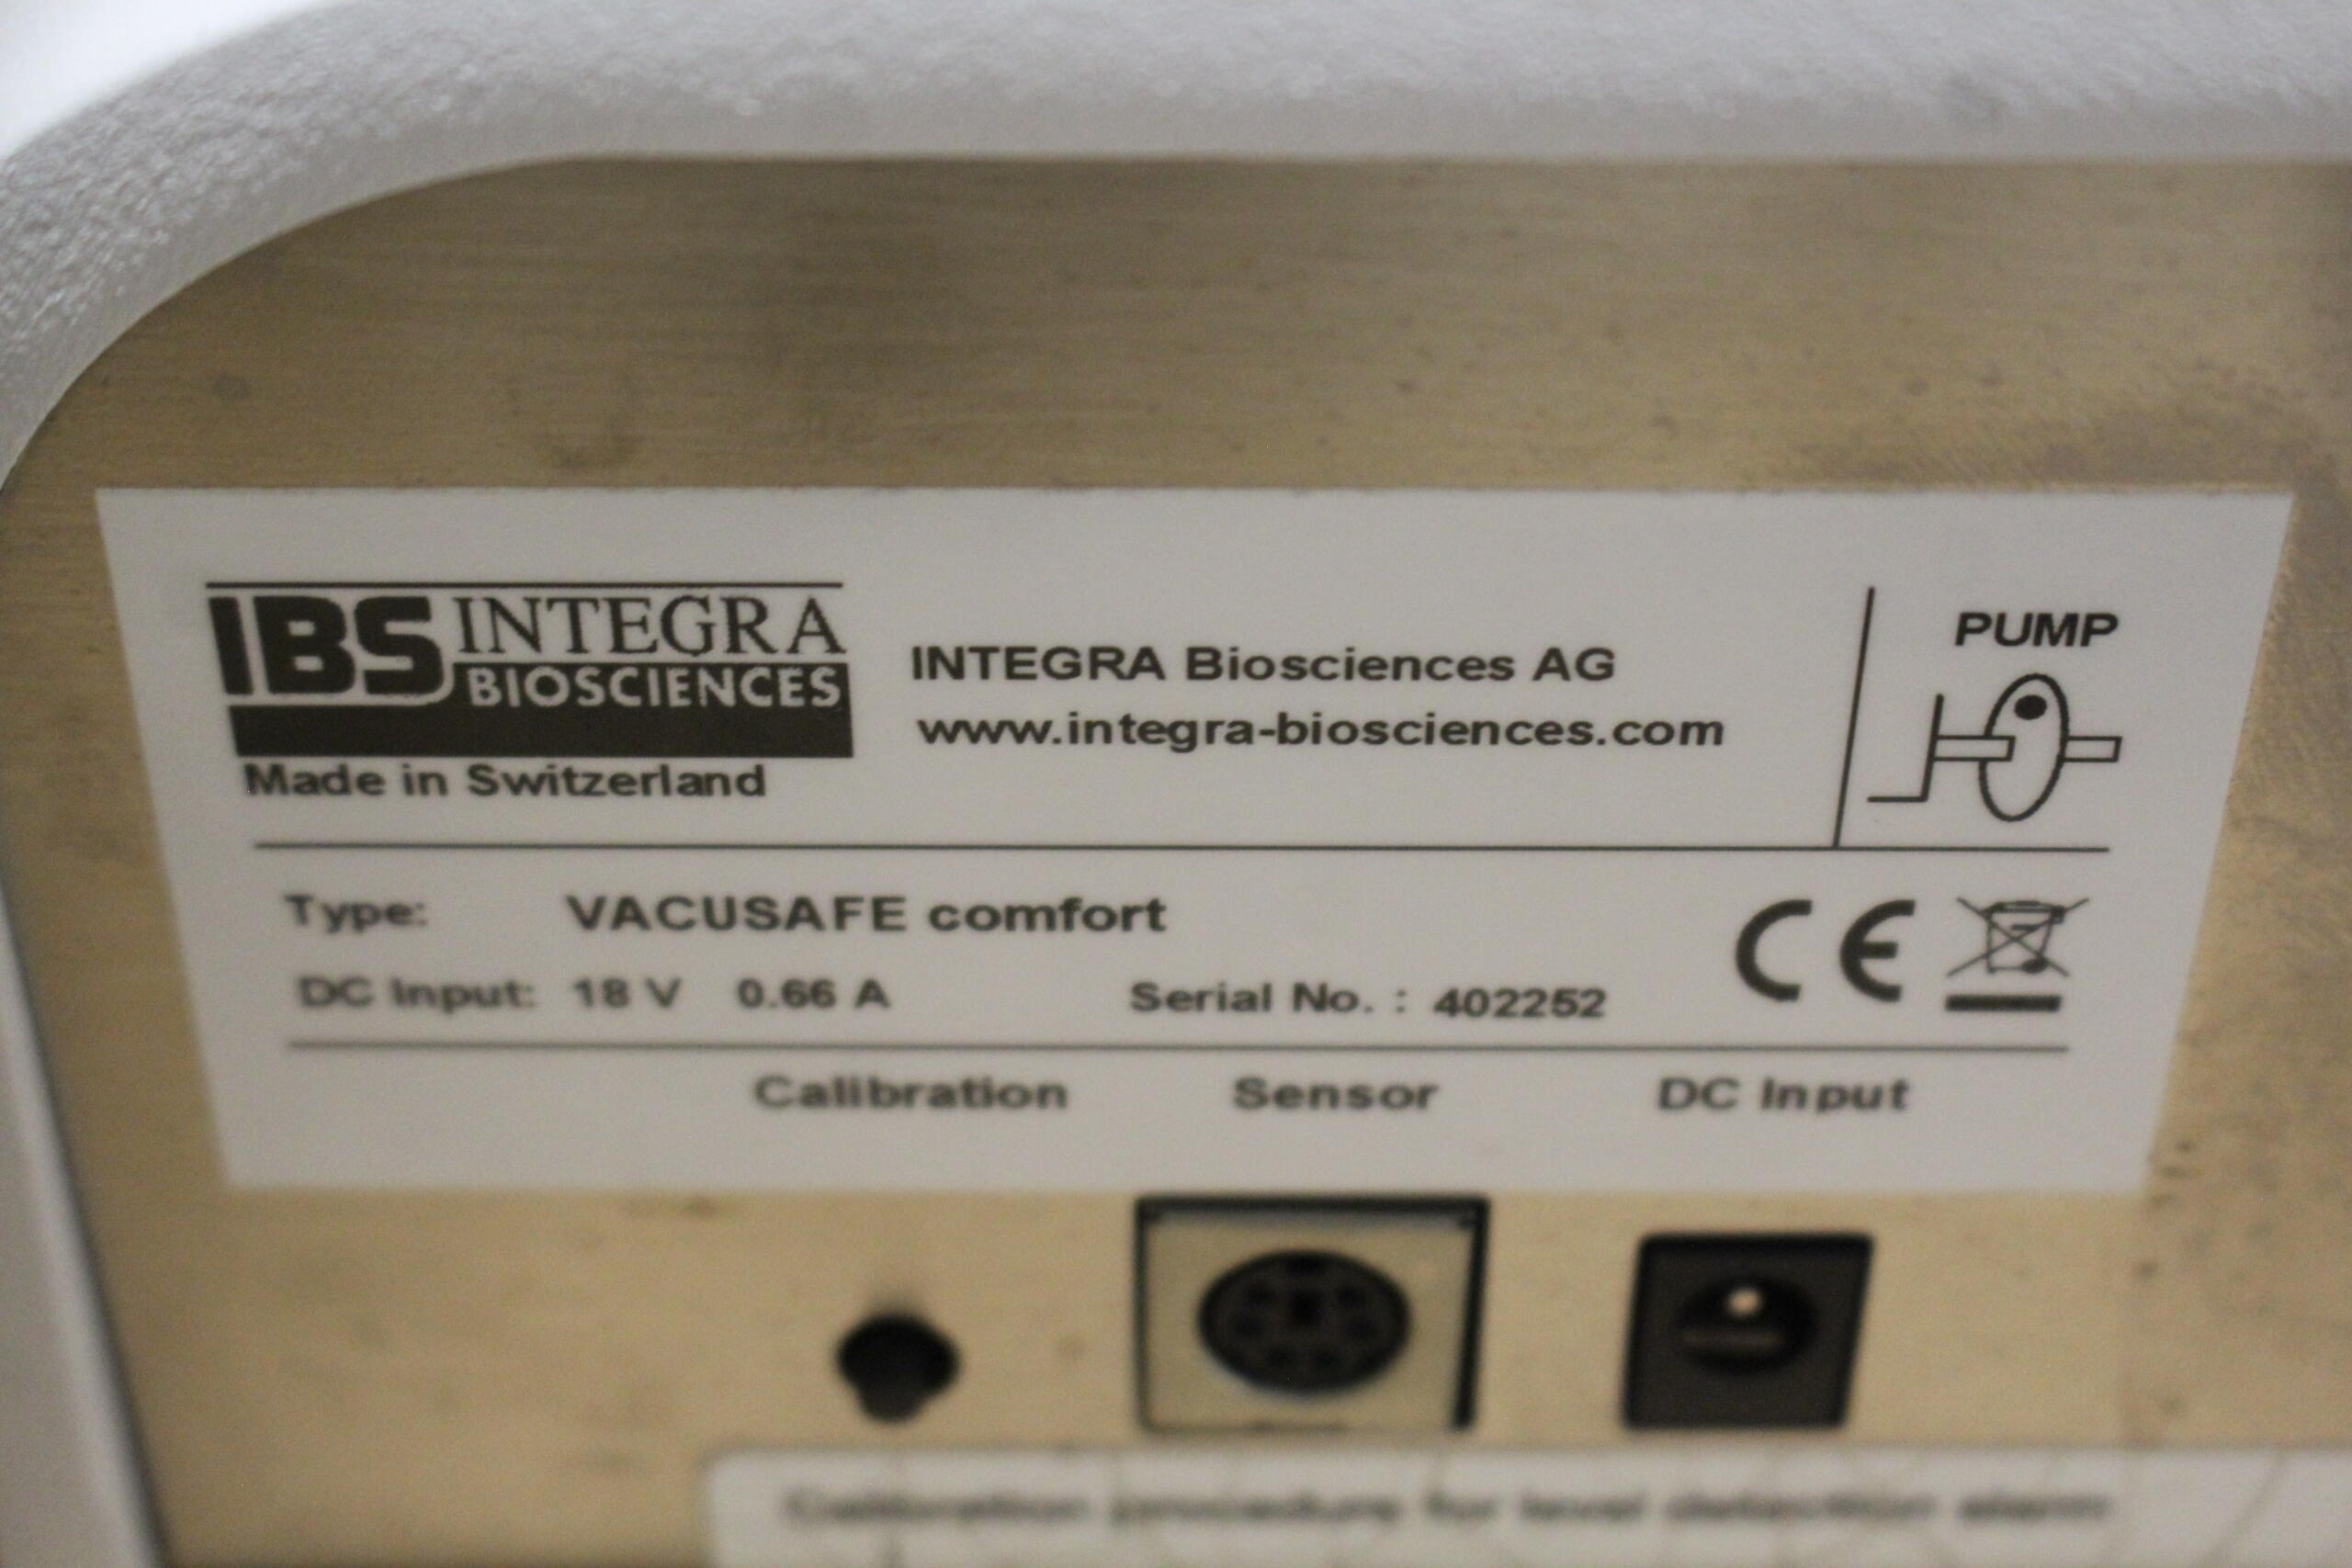 IBS INTEGRA
BIOSCIENCES
Made in Switzerland
INTEGRA Biosciences AG
www.integra-biosciences.com
PUMP
Type: VACUSAFE comfort
DC Input: 18 V 0.66 A
Serial No. : 402252
CE
Calibration Sensor DC Input
Calibration procedure for level detection alarm